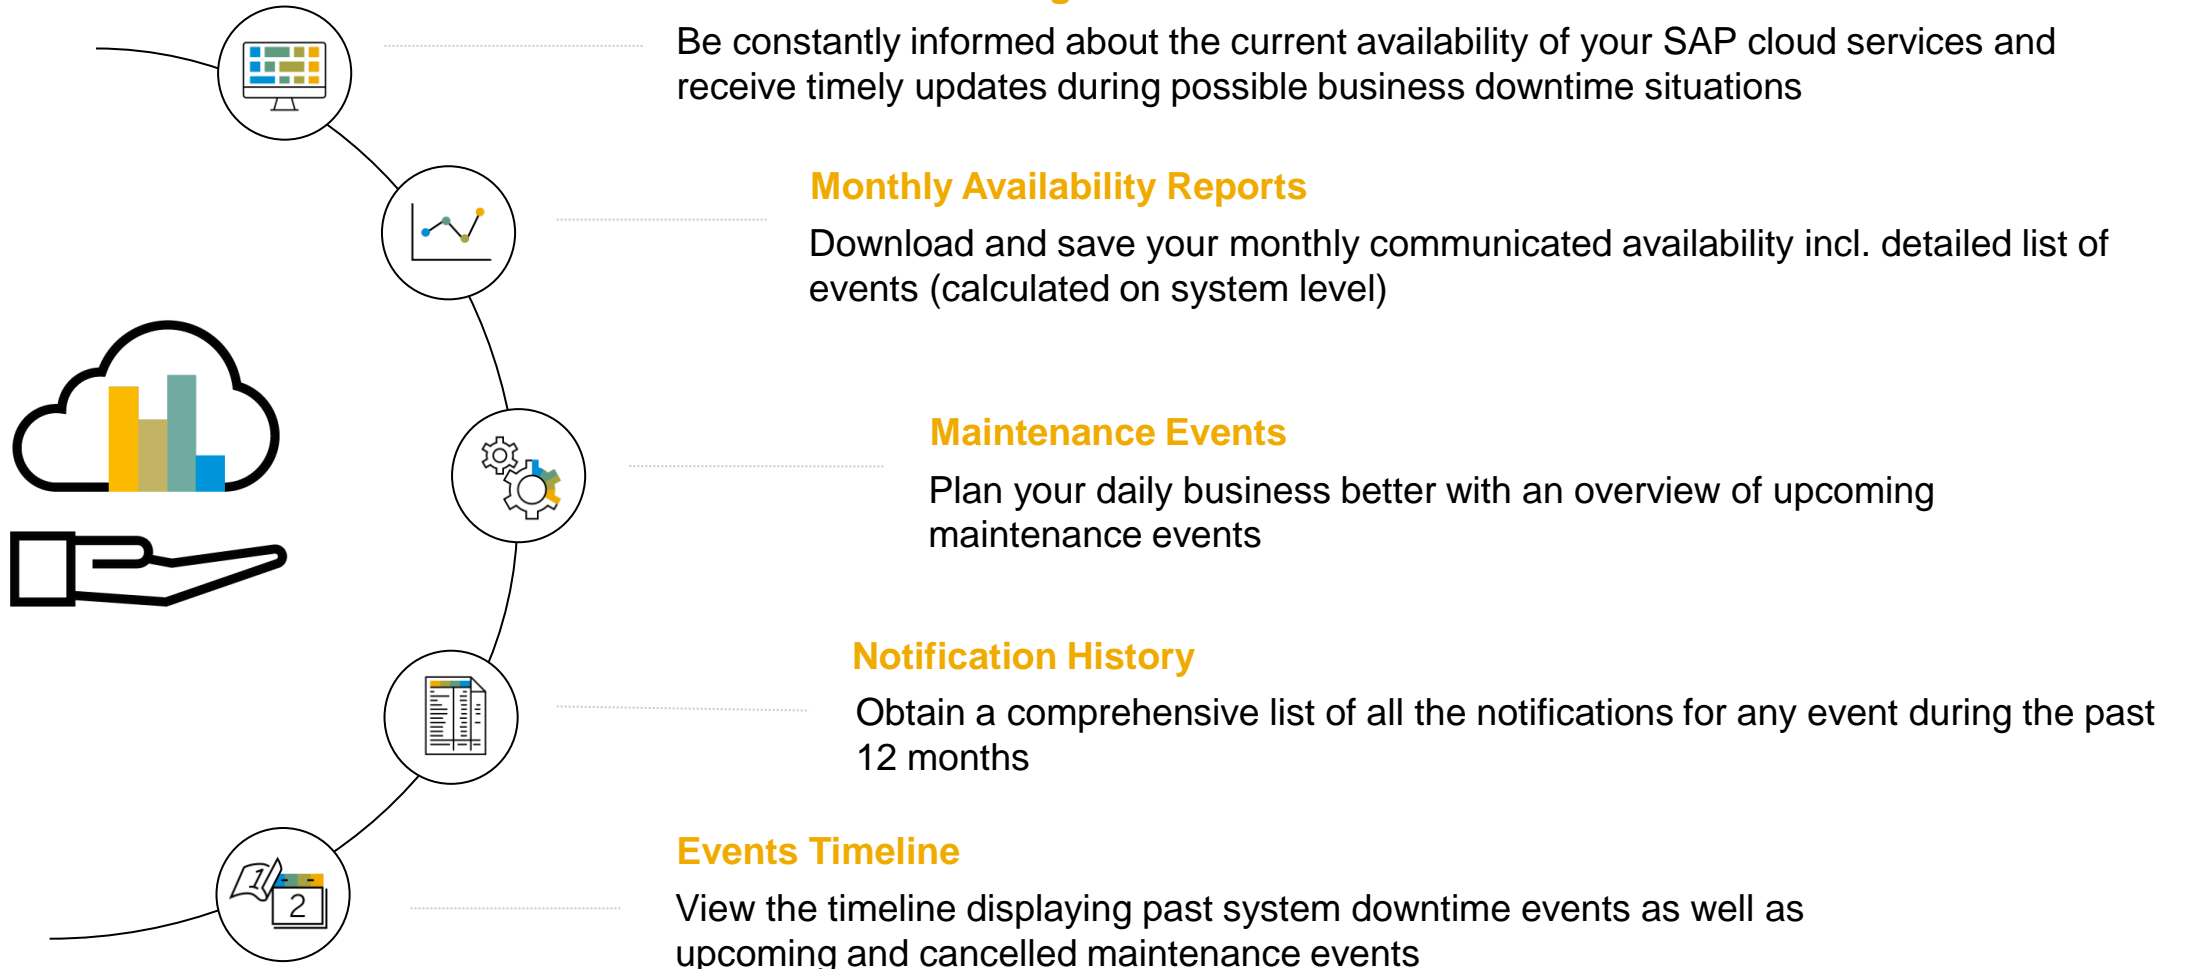 Be constantly informed about the current availability of your SAP cloud services and
receive timely updates during possible business downtime situations
Monthly Availability Reports
Download and save your monthly communicated availability incl. detailed list of
events (calculated on system level)
Maintenance Events
Plan your daily business better with an overview of upcoming
maintenance events
Notification History
Obtain a comprehensive list of all the notifications for any event during the past
12 months
1
2
Events Timeline
View the timeline displaying past system downtime events as well as
upcoming and cancelled maintenance events